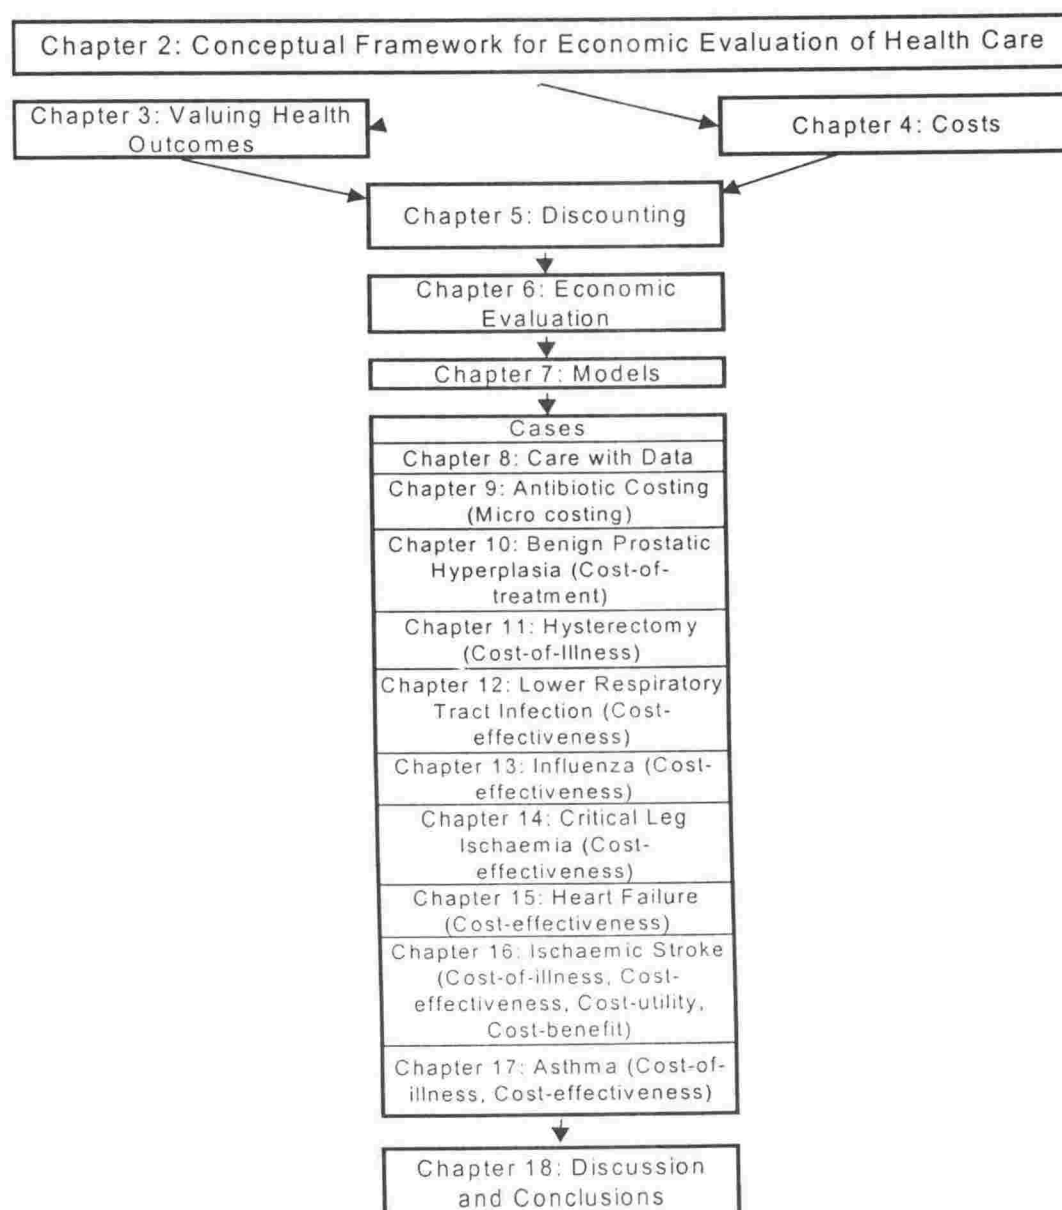 Chapter 2: Conceptual Framework for Economic Evaluation of Health Care
Chapter 3: Valuing Health
Outcomes
Chapter 4: Costs
Chapter 5: Discounting
Chapter 6: Economic
Evaluation
Chapter 7: Models
Cases
Chapter 8: Care with Data
Chapter 9: Antibiotic Costing
(Micro costing)
Chapter 10: Benign Prostatic
Hyperplasia (Cost-of-
treatment)
Chapter 11: Hysterectomy
(Cost-of-Illness)
Chapter 12: Lower Respiratory
Tract Infection (Cost-
effectiveness)
Chapter 13: Influenza (Cost-
effectiveness)
Chapter 14: Critical Leg
Ischaemia (Cost-
effectiveness)
Chapter 15: Heart Failure
(Cost-effectiveness)
Chapter 16: Ischaemic Stroke
(Cost-of-illness, Cost-
effectiveness, Cost-utility,
Cost-benefit)
Chapter 17: Asthma (Cost-of-
illness, Cost-effectiveness)
Chapter 18: Discussion
and Conclusions